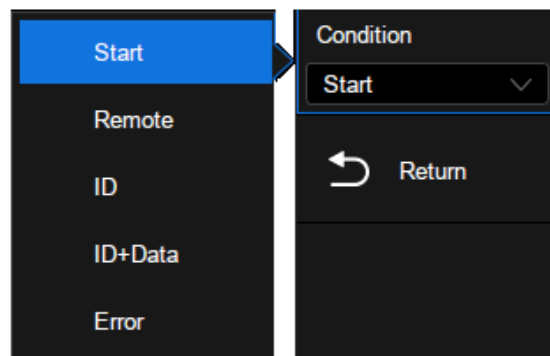 Start
Remote
ID
ID+Data
Error
Condition
Start
Return